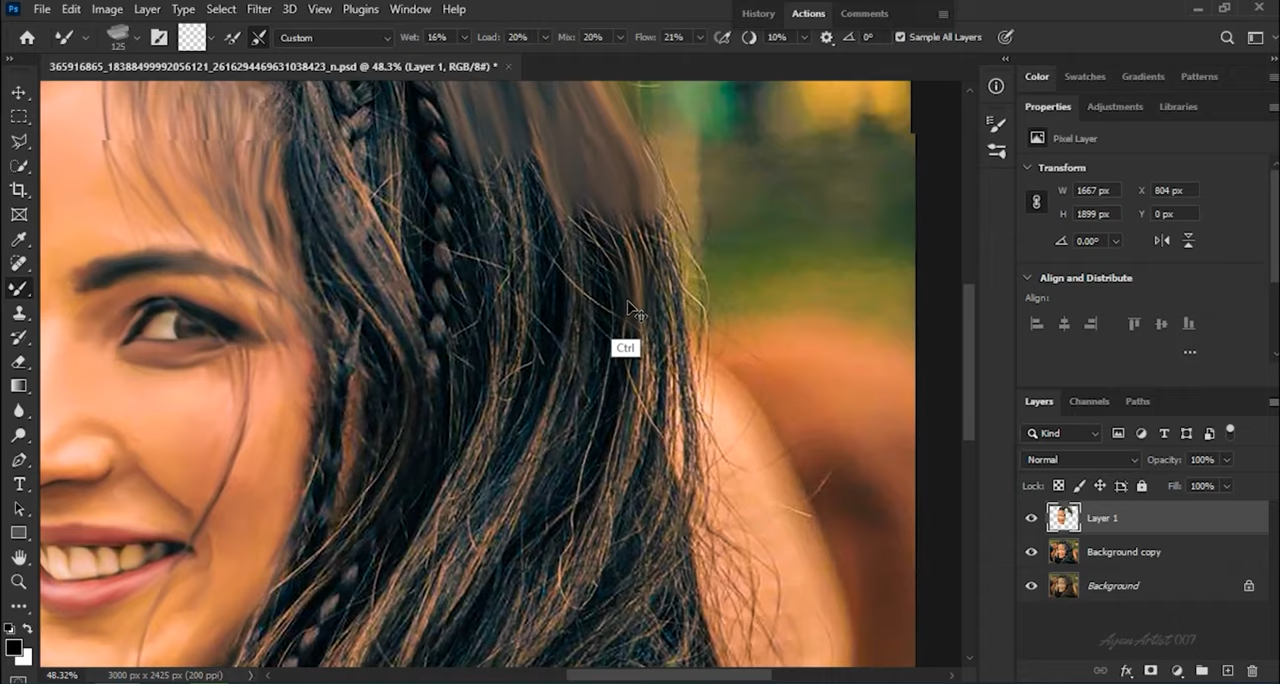 Ps File Edit Image Layer Type Select Filter 3D View Plugins Window Help
History Actions Comments
125 Custom Wet: 16% Load: 20% Mix: 20% Flow: 21% 10% 0° Sample All Layers
365916865_18388499992056121_2616294469631038423_n.psd @ 48.3% (Layer 1, RGB/8#) *
Color Swatches Gradients Patterns
Properties Adjustments Libraries
Pixel Layer
Transform
W 1667 px X 804 px
H 1899 px Y 0 px
0.00°
Align and Distribute
Align:
Ctrl
Layers Channels Paths
Kind
Normal Opacity: 100%
Lock: Fill: 100%
Layer 1
Background copy
Background
Ayan Artist 007
48.32% 3000 px x 2425 px (200 ppi)